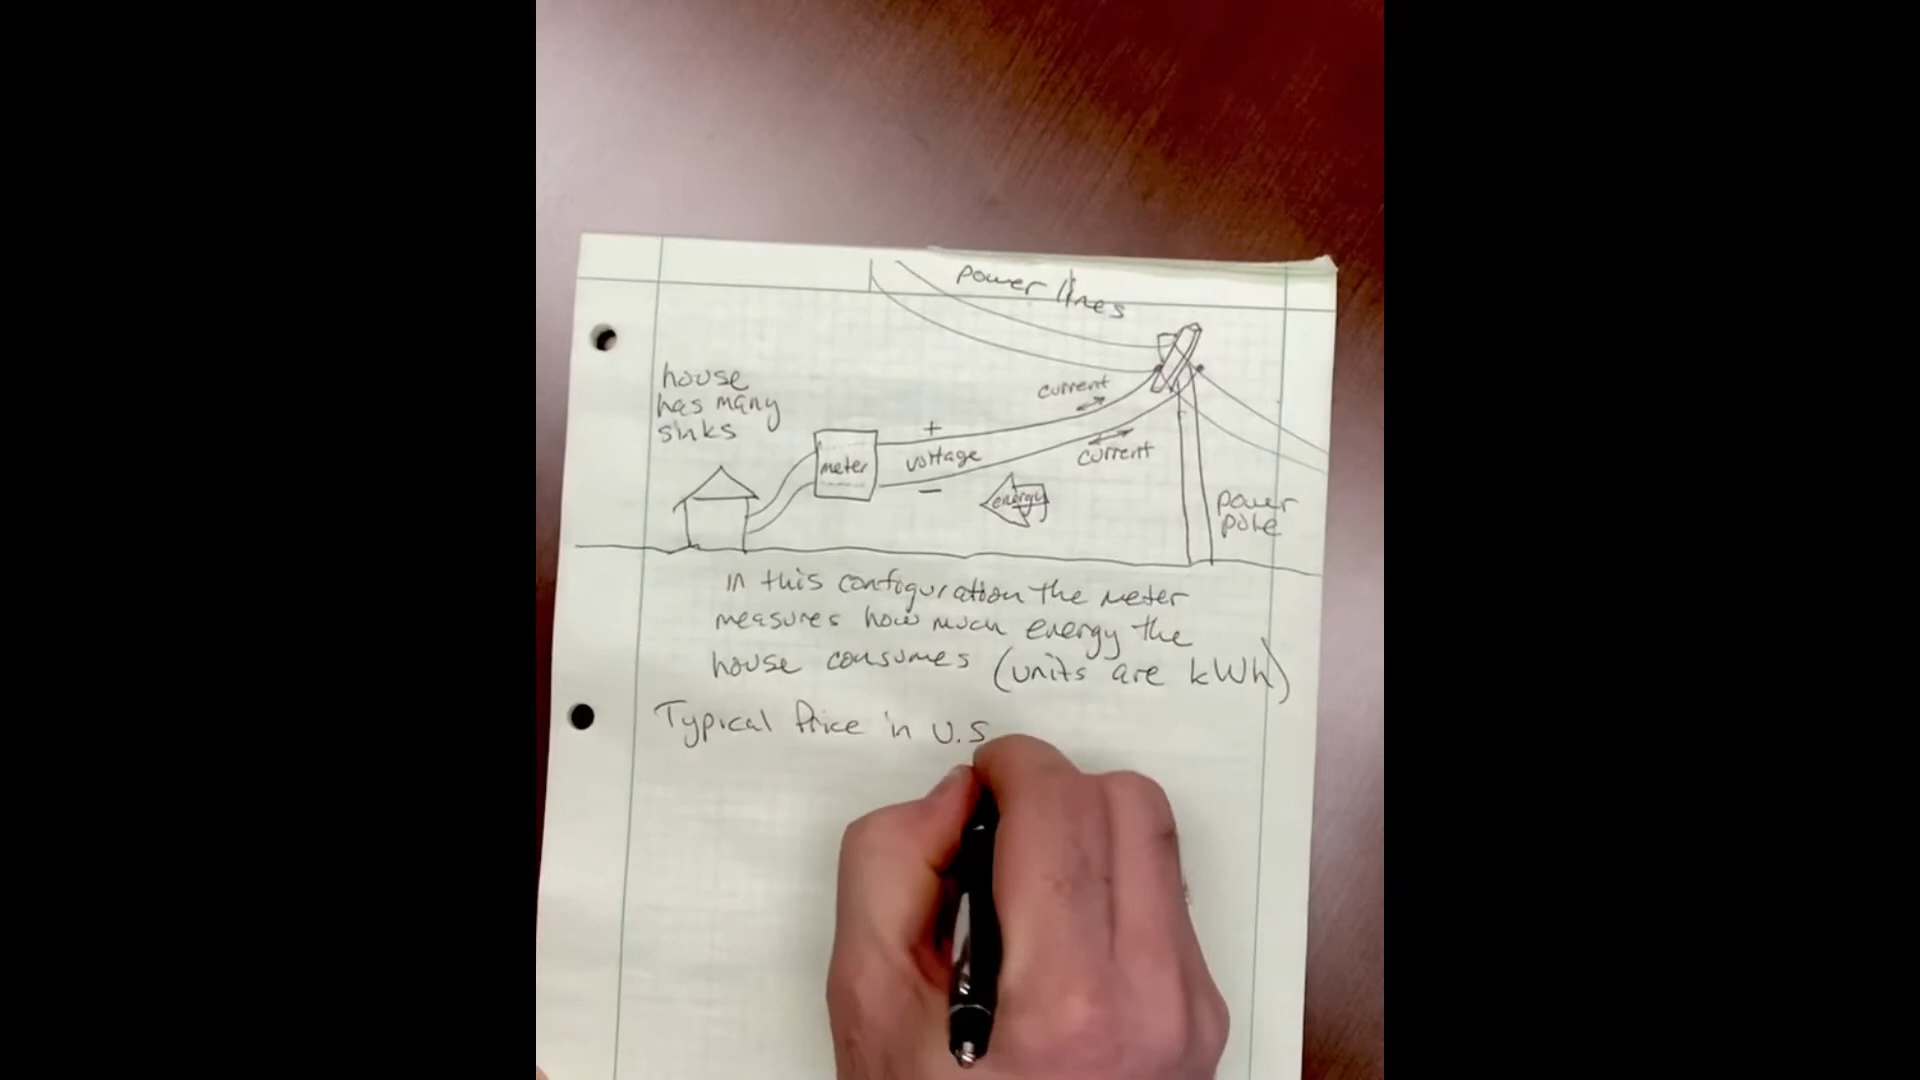 power lines
house
has many
sinks
current
+
meter
voltage
current
−
energy
power
pole
in this configuration the meter
measures how much energy the
house consumes (units are kWh)
Typical Price in U.S